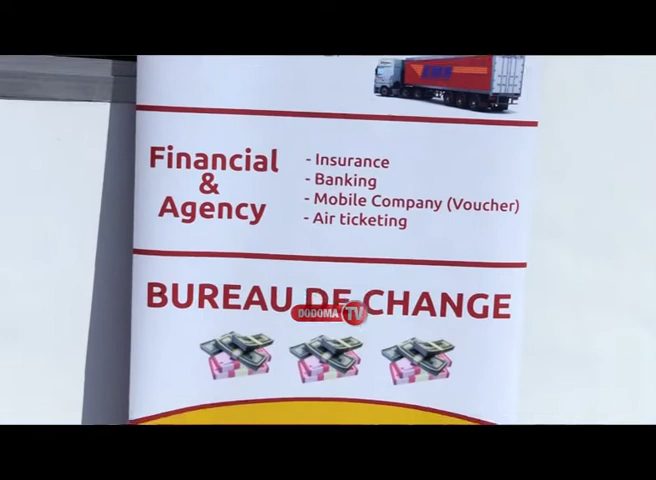 EMS
Financial
&
Agency
- Insurance
- Banking
- Mobile Company (Voucher)
- Air ticketing
BUREAU DE CHANGE
DODOMA TV